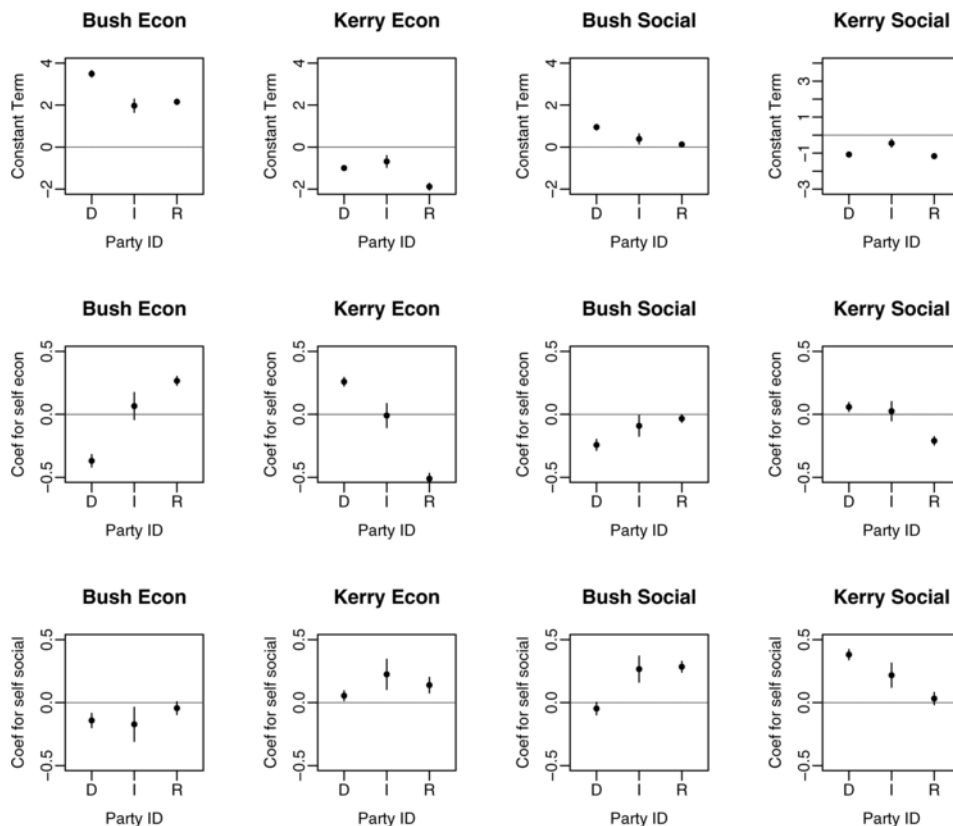 Bush Econ
Kerry Econ
Bush Social
Kerry Social
Constant Term
4
2
0
−2
D I R
Party ID
Constant Term
4
2
0
−2
D I R
Party ID
Constant Term
4
2
0
−2
D I R
Party ID
Constant Term
3
1
−1
−3
D I R
Party ID
Bush Econ
Kerry Econ
Bush Social
Kerry Social
Coef for self econ
0.5
0.0
−0.5
D I R
Party ID
Coef for self econ
0.5
0.0
−0.5
D I R
Party ID
Coef for self econ
0.5
0.0
−0.5
D I R
Party ID
Coef for self econ
0.5
0.0
−0.5
D I R
Party ID
Bush Econ
Kerry Econ
Bush Social
Kerry Social
Coef for self social
0.5
0.0
−0.5
D I R
Party ID
Coef for self social
0.5
0.0
−0.5
D I R
Party ID
Coef for self social
0.5
0.0
−0.5
D I R
Party ID
Coef for self social
0.5
0.0
−0.5
D I R
Party ID